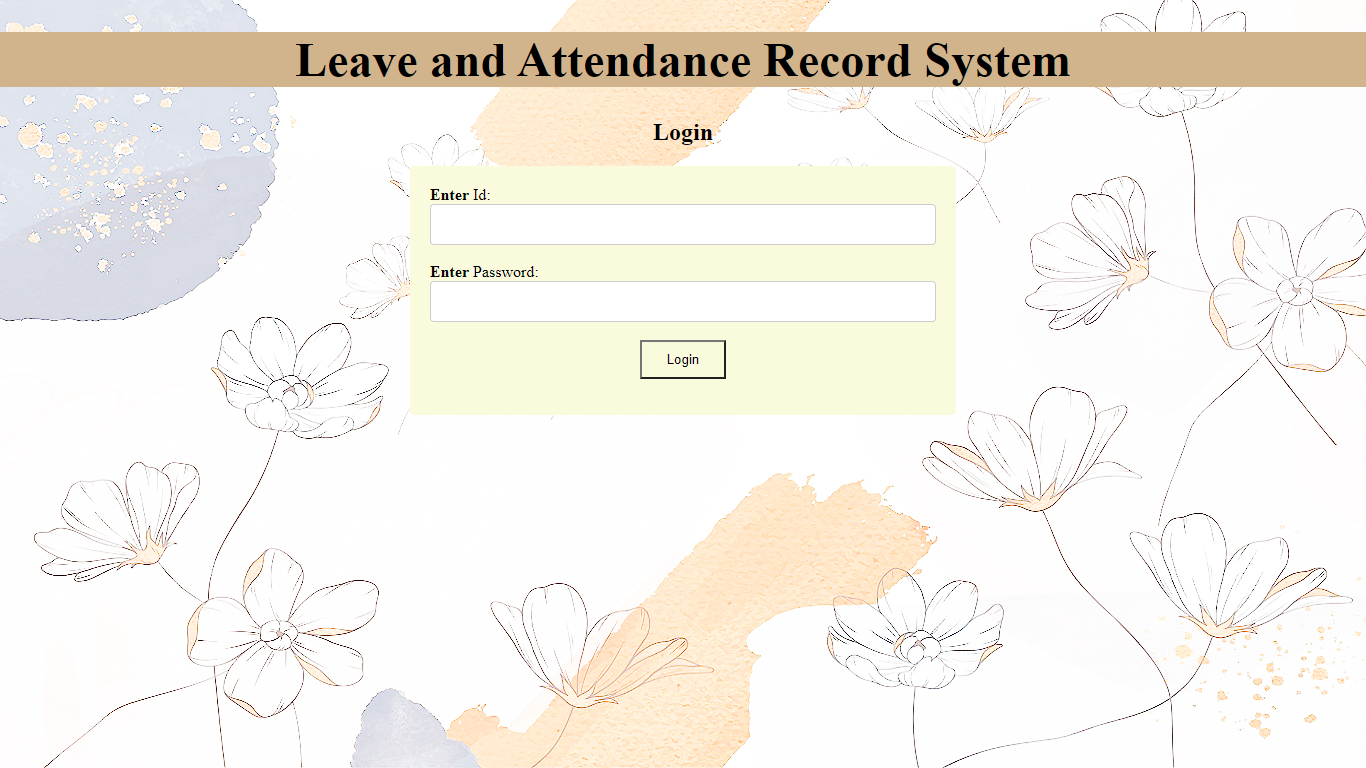 Leave and Attendance Record System
Login
Enter Id:
Enter Password:
Login